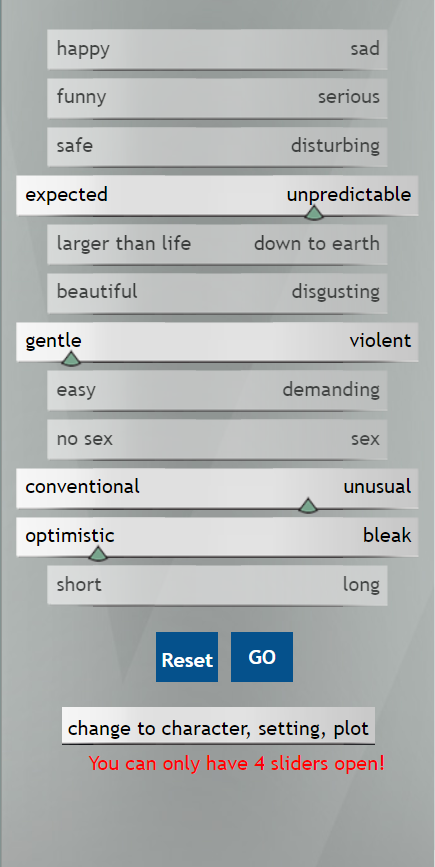 happy sad
funny serious
safe disturbing
expected unpredictable
larger than life down to earth
beautiful disgusting
gentle violent
easy demanding
no sex sex
conventional unusual
optimistic bleak
short long
Reset GO
change to character, setting, plot
You can only have 4 sliders open!